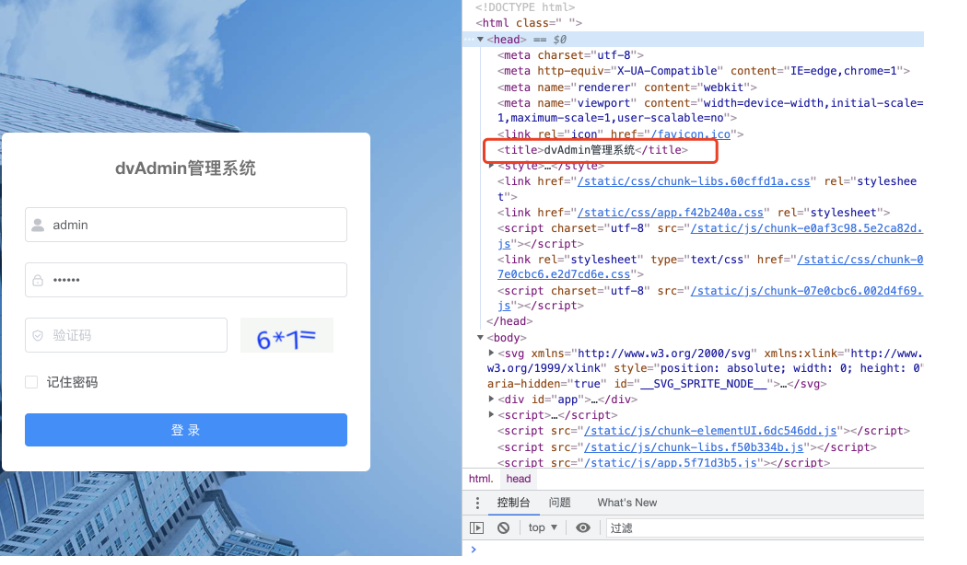 dvAdmin管理系统
admin
••••••
验证码
6*1=
记住密码
登 录
<!DOCTYPE html>
<html class=" ">
···▼<head> == $0
<meta charset="utf-8">
<meta http-equiv="X-UA-Compatible" content="IE=edge,chrome=1">
<meta name="renderer" content="webkit">
<meta name="viewport" content="width=device-width,initial-scale=
1,maximum-scale=1,user-scalable=no">
<link rel="icon" href="/favicon.ico">
<title>dvAdmin管理系统</title>
▶<style>…</style>
<link href="/static/css/chunk-libs.60cffd1a.css" rel="styleshee
t">
<link href="/static/css/app.f42b240a.css" rel="stylesheet">
<script charset="utf-8" src="/static/js/chunk-e0af3c98.5e2ca82d.
js"></script>
<link rel="stylesheet" type="text/css" href="/static/css/chunk-0
7e0cbc6.e2d7cd6e.css">
<script charset="utf-8" src="/static/js/chunk-07e0cbc6.002d4f69.
js"></script>
</head>
▼<body>
▶<svg xmlns="http://www.w3.org/2000/svg" xmlns:xlink="http://www.
w3.org/1999/xlink" style="position: absolute; width: 0; height: 0"
aria-hidden="true" id="__SVG_SPRITE_NODE__">…</svg>
▶<div id="app">…</div>
▶<script>…</script>
<script src="/static/js/chunk-elementUI.6dc546dd.js"></script>
<script src="/static/js/chunk-libs.f50b334b.js"></script>
<script src="/static/js/app.5f71d3b5.js"></script>
html. head
控制台 问题 What's New
top ▼ 过滤